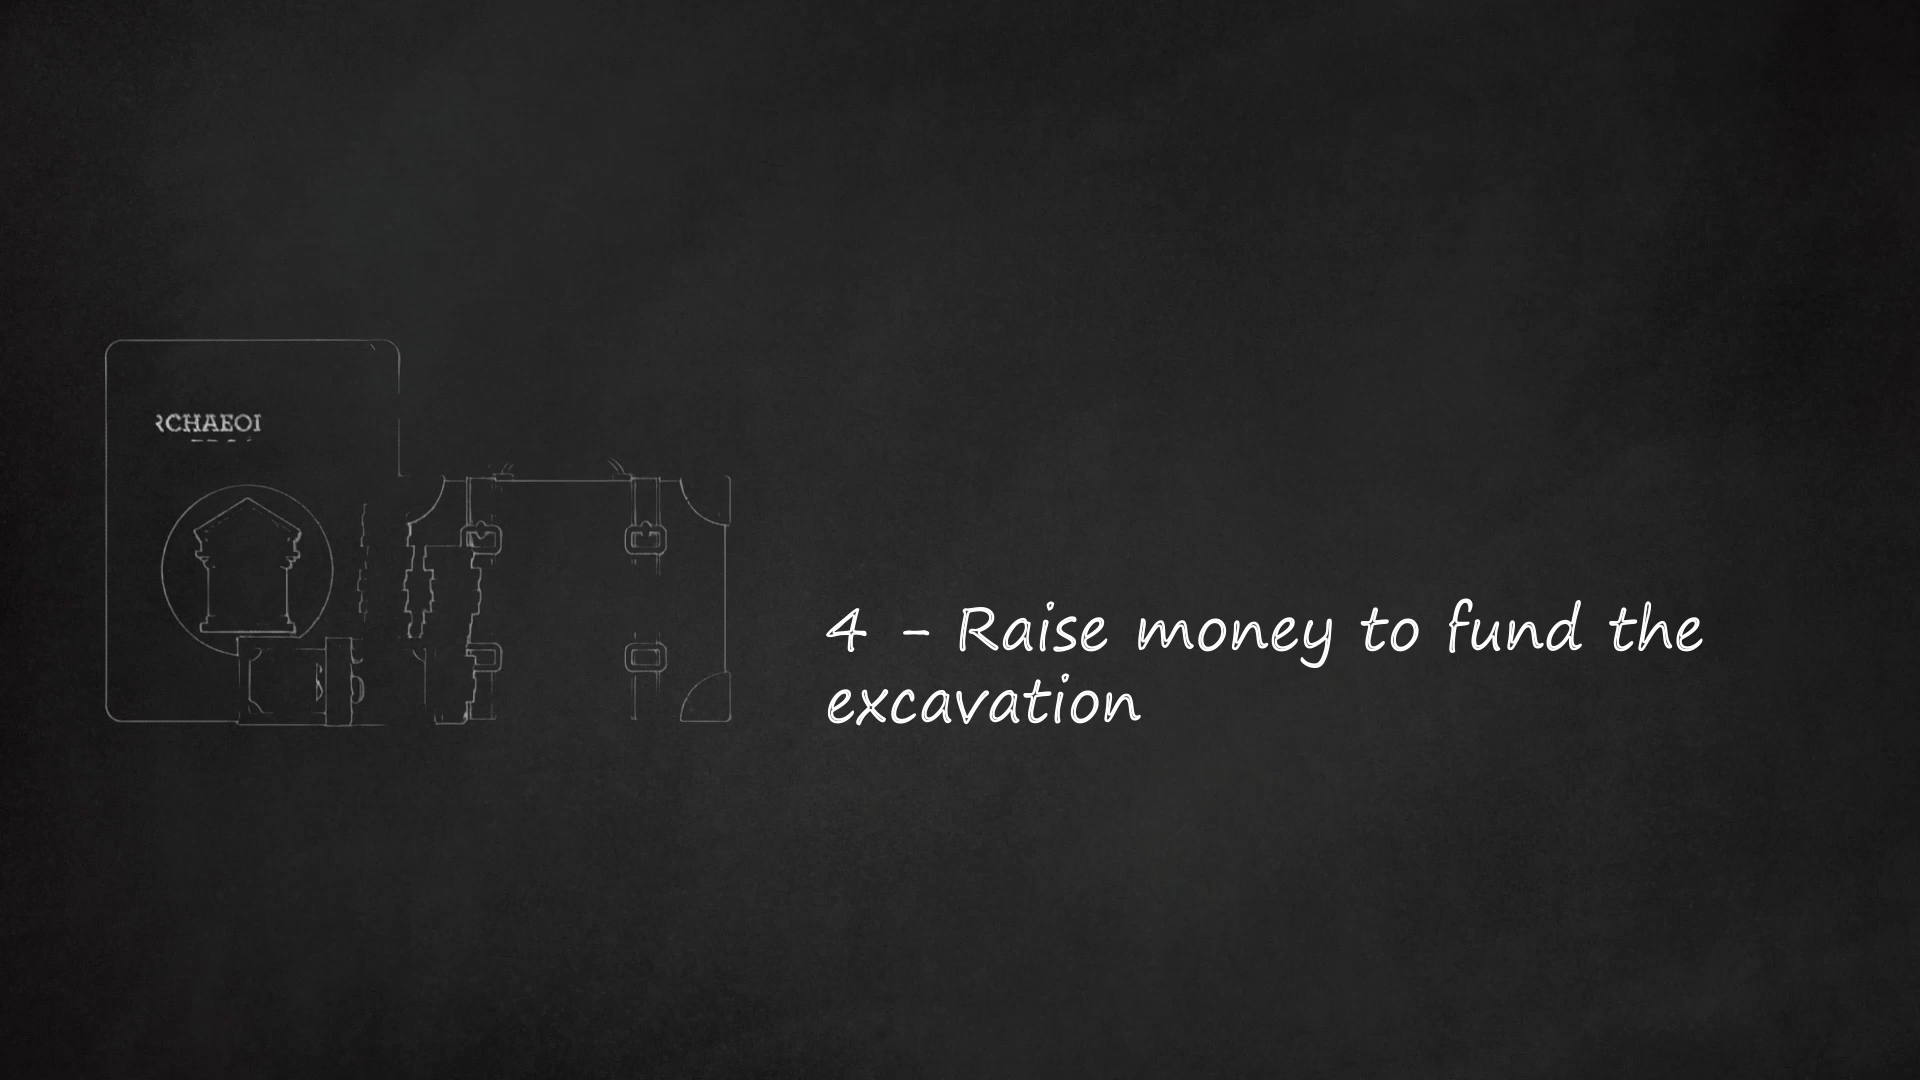 RCHAEOI
4 - Raise money to fund the
excavation